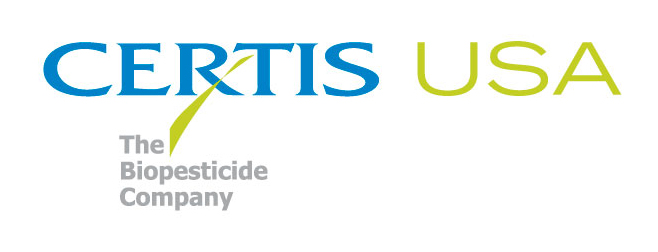 CERTIS USA
The
Biopesticide
Company